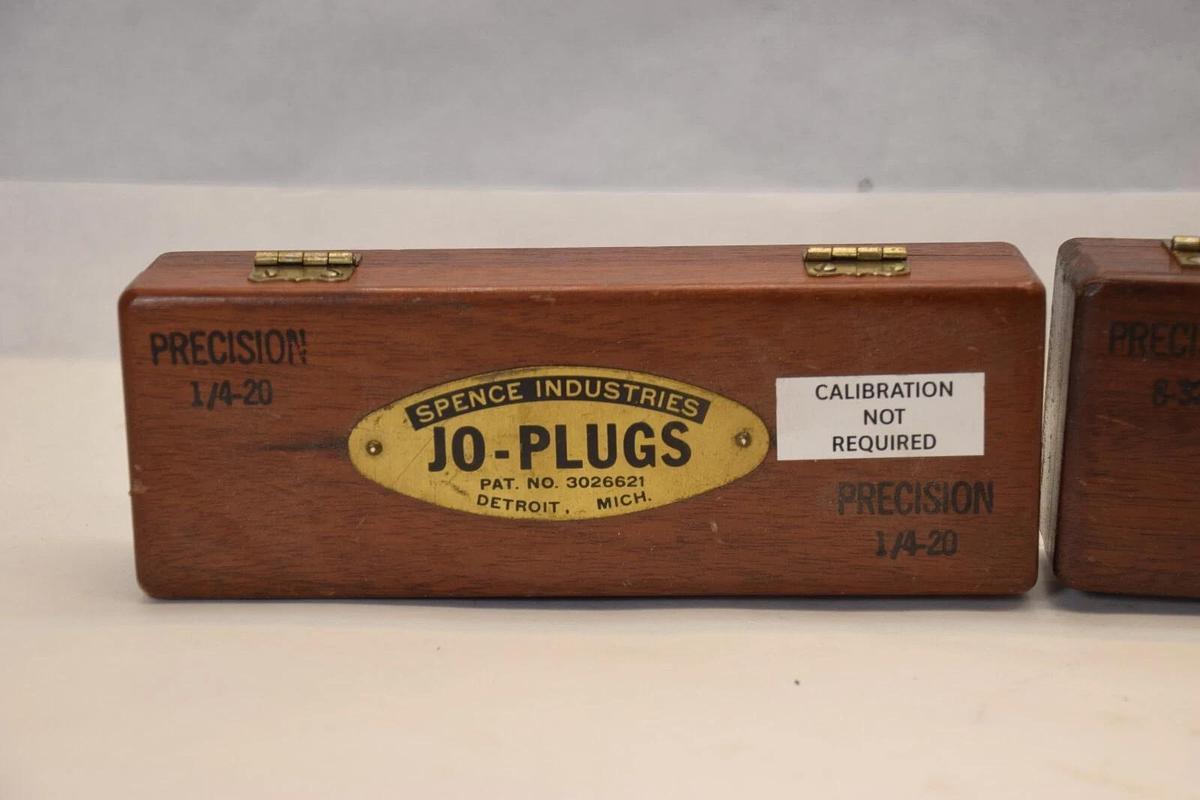 PRECISION
1/4-20
SPENCE INDUSTRIES
JO-PLUGS
PAT. NO. 3026621
DETROIT, MICH.
CALIBRATION
NOT
REQUIRED
PRECISION
1/4-20